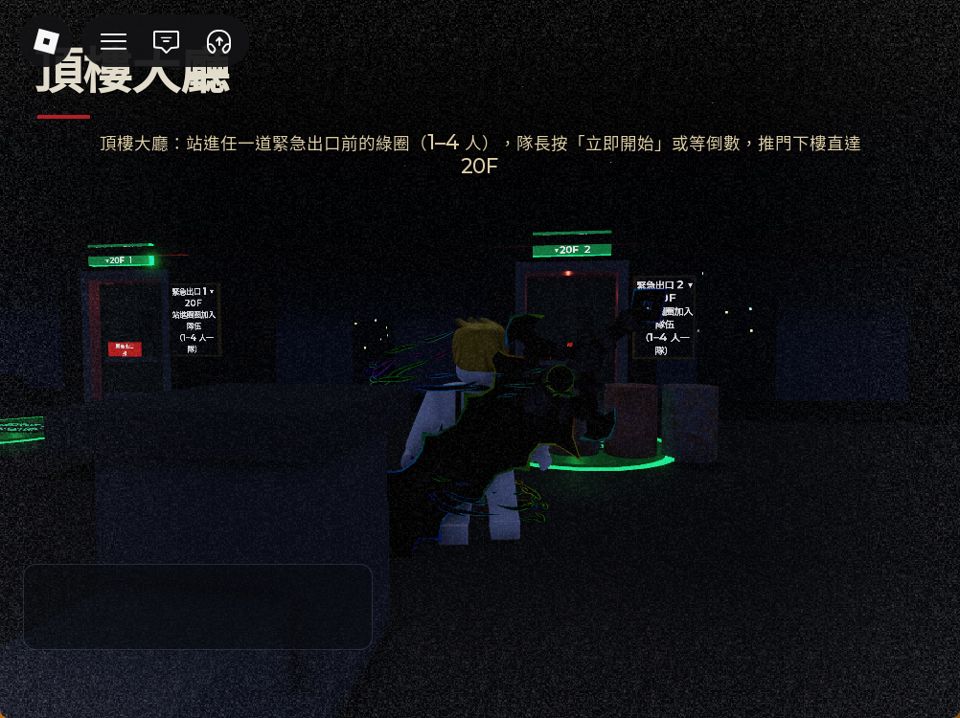 頂樓大廳
頂樓大廳：站進任一道緊急出口前的綠圈（1–4 人），隊長按「立即開始」或等倒數，推門下樓直達
20F
▾20F 1
▾20F 2
緊急出口 1 ▾
20F
站進圈圈加入
隊伍
（1–4 人一
隊）
緊急出口 2 ▾
圈加入
隊伍
（1–4 人一
隊）